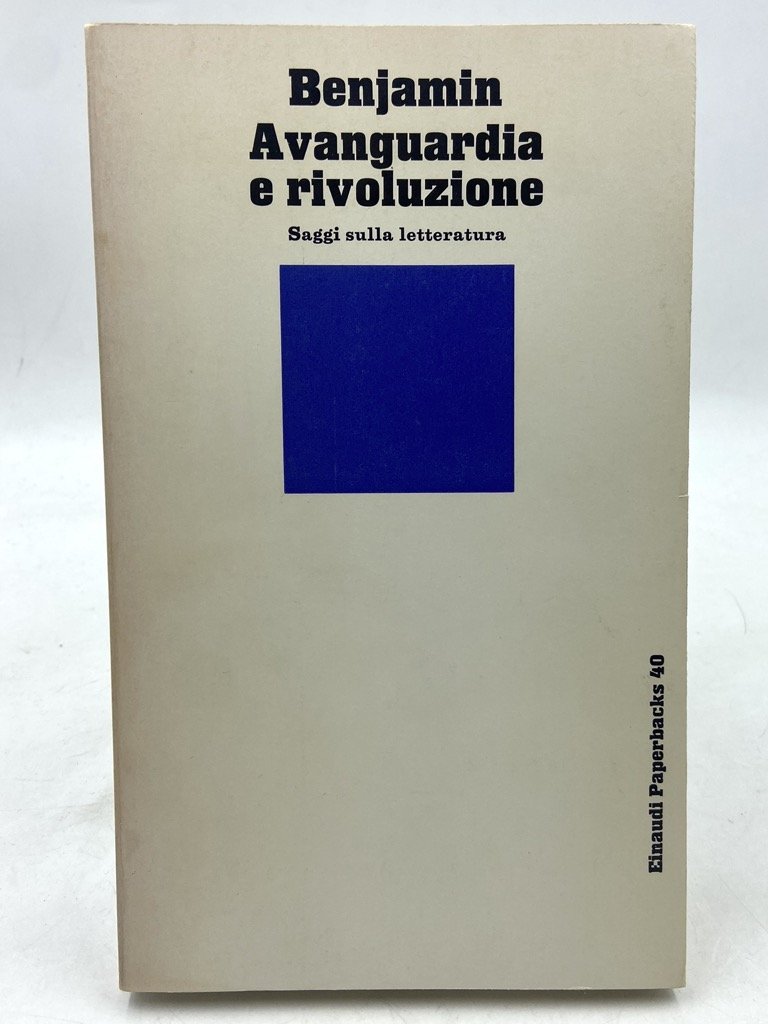 Benjamin
Avanguardia
e rivoluzione
Saggi sulla letteratura
Einaudi Paperbacks 40